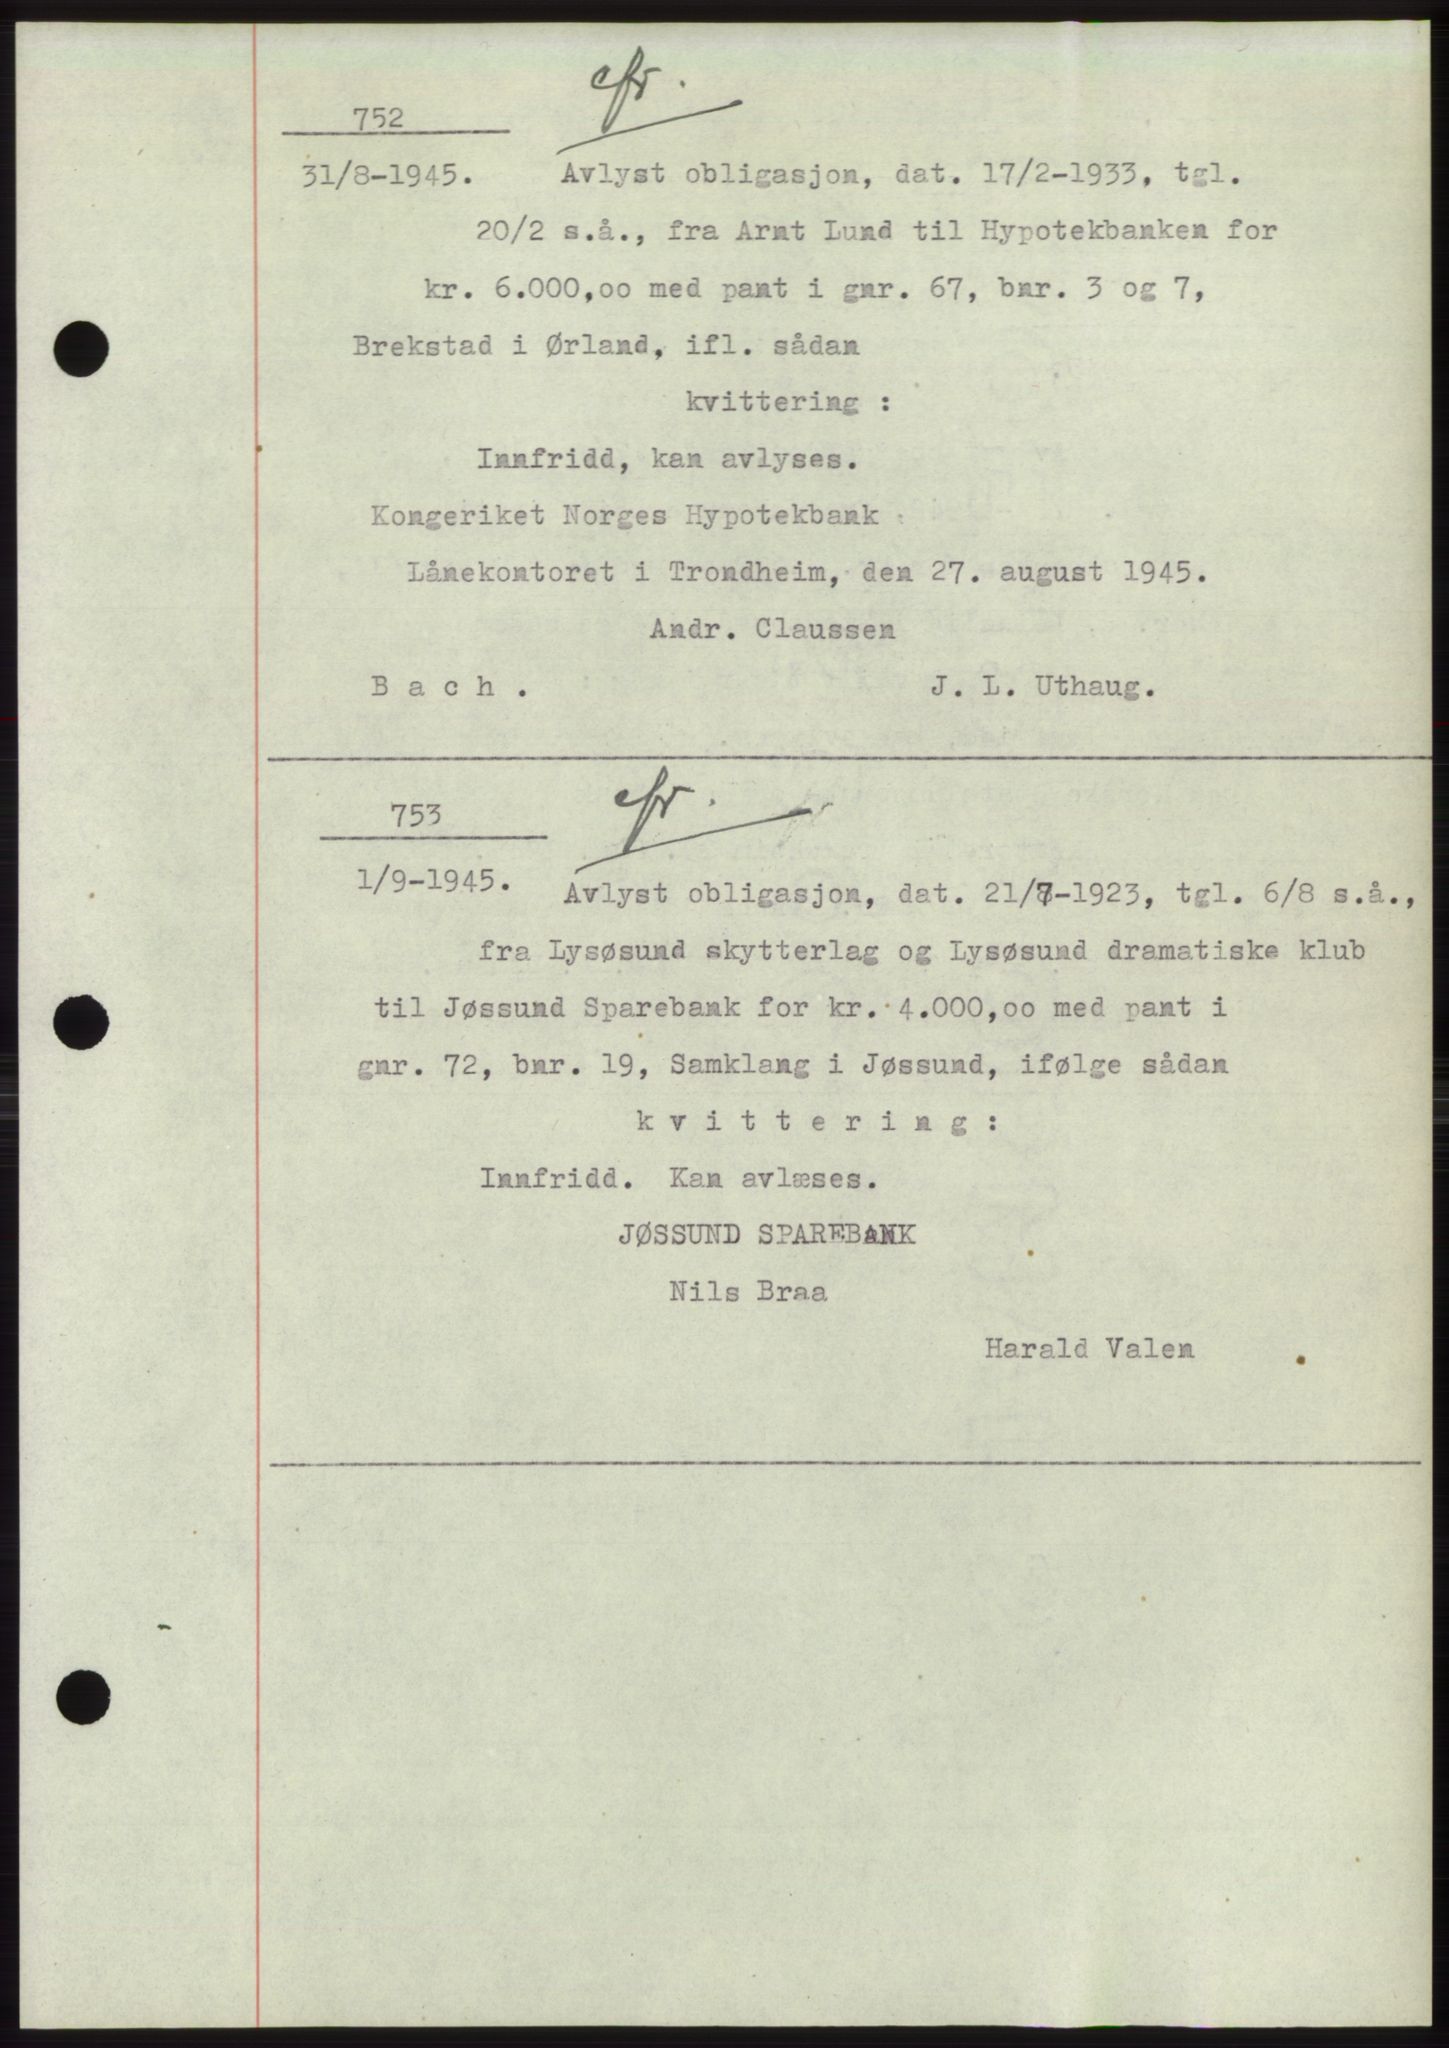 cfr.
752
31/8-1945. Avlyst obligasjon, dat. 17/2-1933, tgl.
20/2 s.å., fra Arnt Lund til Hypotekbanken for
kr. 6.000,oo med pant i gnr. 67, bnr. 3 og 7,
Brekstad i Ørland, ifl. sådan
kvittering :
Innfridd, kan avlyses.
Kongeriket Norges Hypotekbank
Lånekontoret i Trondheim, den 27. august 1945.
Andr. Claussen
B a c h . J. L. Uthaug.
cfr.
753
1/9-1945. Avlyst obligasjon, dat. 21/7-1923, tgl. 6/8 s.å.,
fra Lysøsund skytterlag og Lysøsund dramatiske klub
til Jøssund Sparebank for kr. 4.000,oo med pant i
gnr. 72, bnr. 19, Samklang i Jøssund, ifølge sådan
k v i t t e r i n g :
Innfridd. Kan avlæses.
JØSSUND SPAREBANK
Nils Braa
Harald Valen